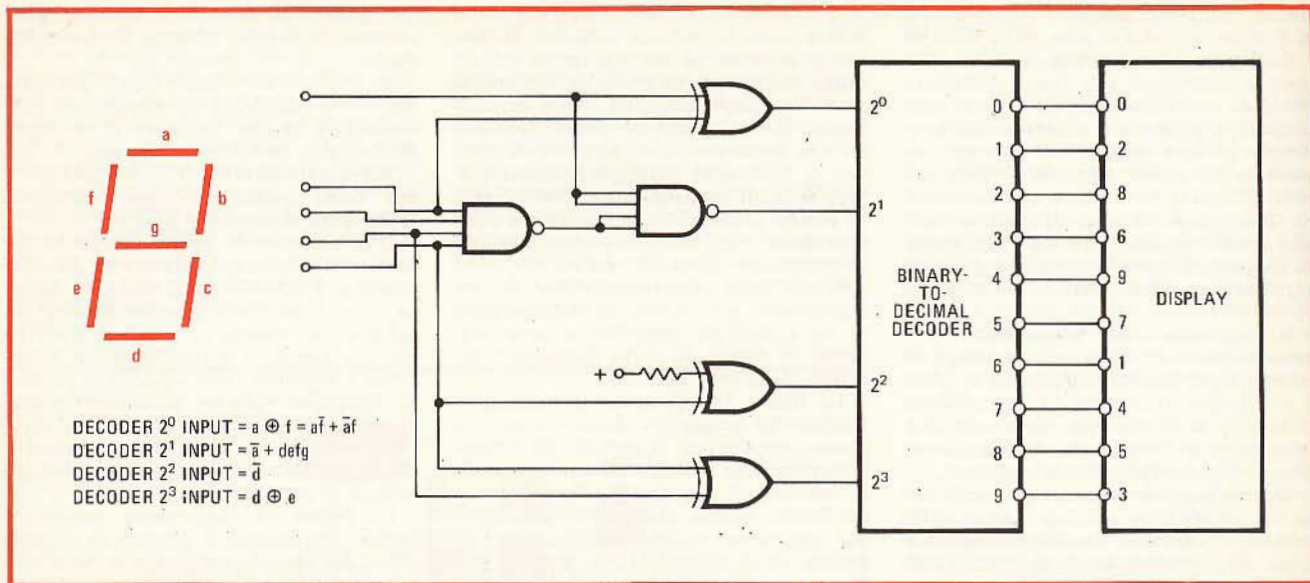 a
f
b
g
e
c
d
DECODER 2⁰ INPUT = a ⊕ f = af̅ + a̅f
DECODER 2¹ INPUT = a̅ + defg
DECODER 2² INPUT = d̅
DECODER 2³ INPUT = d ⊕ e
+
2⁰
2¹
2²
2³
BINARY-
TO-
DECIMAL
DECODER
0
1
2
3
4
5
6
7
8
9
0
2
8
6
9
7
1
4
5
3
DISPLAY